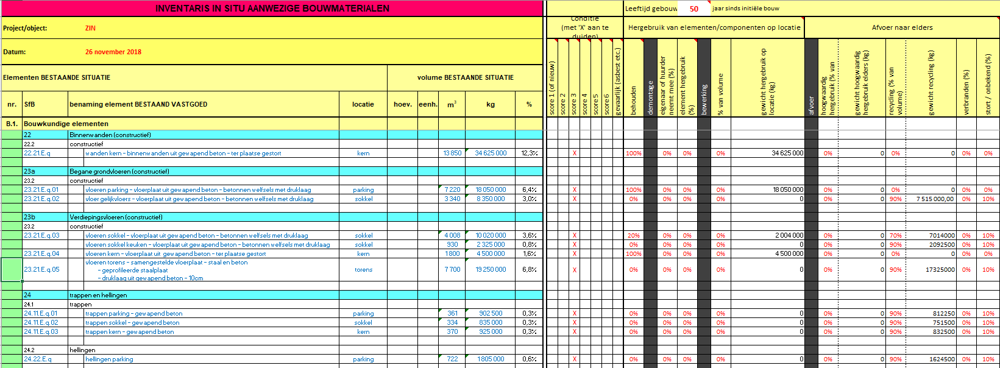 INVENTARIS IN SITU AANWEZIGE BOUWMATERIALEN
Leeftijd gebouw 50 jaar sinds initiële bouw
Project/object: ZIN
Conditie
(met 'X' aan te
duiden)
Hergebruik van elementen/componenten op locatie
Afvoer naar elders
Datum: 26 november 2018
Elementen BESTAANDE SITUATIE
volume BESTAANDE SITUATIE
nr. SfB benaming element BESTAAND VASTGOED locatie hoev. eenh. m³ kg %
score 1 (of nieuw)
score 2
score 3
score 4
score 5
score 6
gevaarlijk (asbest etc.)
behouden
demontage
eigenaar of huurder
neemt mee (%)
element hergebruik
(%)
bewerking
% van volume
gewicht hergebruik op
locatie (kg)
afvoer
hoogwaardig
hergebruik (% van
gewicht hoogwaardig
hergebruik elders (kg)
recycling (% van
volume)
gewicht recycling (kg)
verbranden (%)
stort / onbekend (%)
B.1. Bouwkundige elementen
22 Binnenwanden (constructief)
22.2 constructief
22.21.E.q wanden kern - binnenwanden uit gewapend beton - ter plaatse gestort kern 13 850 34 625 000 12,3% X 100% 0% 0% 0% 34 625 000 0% 0 0% 0 0% 0%
23a Begane grondvloeren (constructief)
23.2 constructief
23.21.E.q.01 vloeren parking - vloerplaat uit gewapend beton - betonnen welfsels met druklaag parking 7 220 18 050 000 6,4% X 100% 0% 0% 0% 18 050 000 0% 0 0% 0 0% 0%
23.21.E.q.02 vloer gelijkvloers - vloerplaat uit gewapend beton - betonnen welfsels met druklaag sokkel 3 340 8 350 000 3,0% X 0% 0% 0% 0% 0 0% 0 90% 7 515 000,00 0% 10%
23b Verdiepingsvloeren (constructief)
23.2 constructief
23.21.E.q.03 vloeren sokkel - vloerplaat uit gewapend beton - betonnen welfsels met druklaag sokkel 4 008 10 020 000 3,6% X 20% 0% 0% 0% 2 004 000 0% 0 70% 7014000 0% 10%
vloeren sokkel keuken - vloerplaat uit gewapend beton - betonnen welfsels met druklaag sokkel 930 2 325 000 0,8% X 0% 0% 0% 0% 0 0% 0 90% 2092500 0% 10%
23.21.E.q.04 vloeren kern - vloerplaat uit gewapend beton - ter plaatse gestort kern 1 800 4 500 000 1,6% X 100% 0% 0% 0% 4 500 000 0% 0 0% 0 0% 0%
vloeren torens - samengestelde vloerplaat - staal en beton
23.21.E.q.05 - geprofileerde staalplaat torens 7 700 19 250 000 6,8% X 0% 0% 0% 0% 0 0% 0 90% 17325000 0% 10%
- druklaag uit gewapend beton - 10cm
24 trappen en hellingen
24.1 trappen
24.11.E.q.01 trappen parking - gewapend beton parking 361 902 500 0,3% X 0% 0% 0% 0% 0 0% 0 90% 812250 0% 10%
24.11.E.q.02 trappen sokkel - gewapend beton sokkel 334 835 000 0,3% X 0% 0% 0% 0% 0 0% 0 90% 751500 0% 10%
24.11.E.q.03 trappen kern - gewapend beton kern 370 925 000 0,3% X 0% 0% 0% 0% 0 0% 0 90% 832500 0% 10%
24.2 hellingen
24.22.E.q hellingen parking parking 722 1 805 000 0,6% X 0% 0% 0% 0% 0 0% 0 90% 1624500 0% 10%